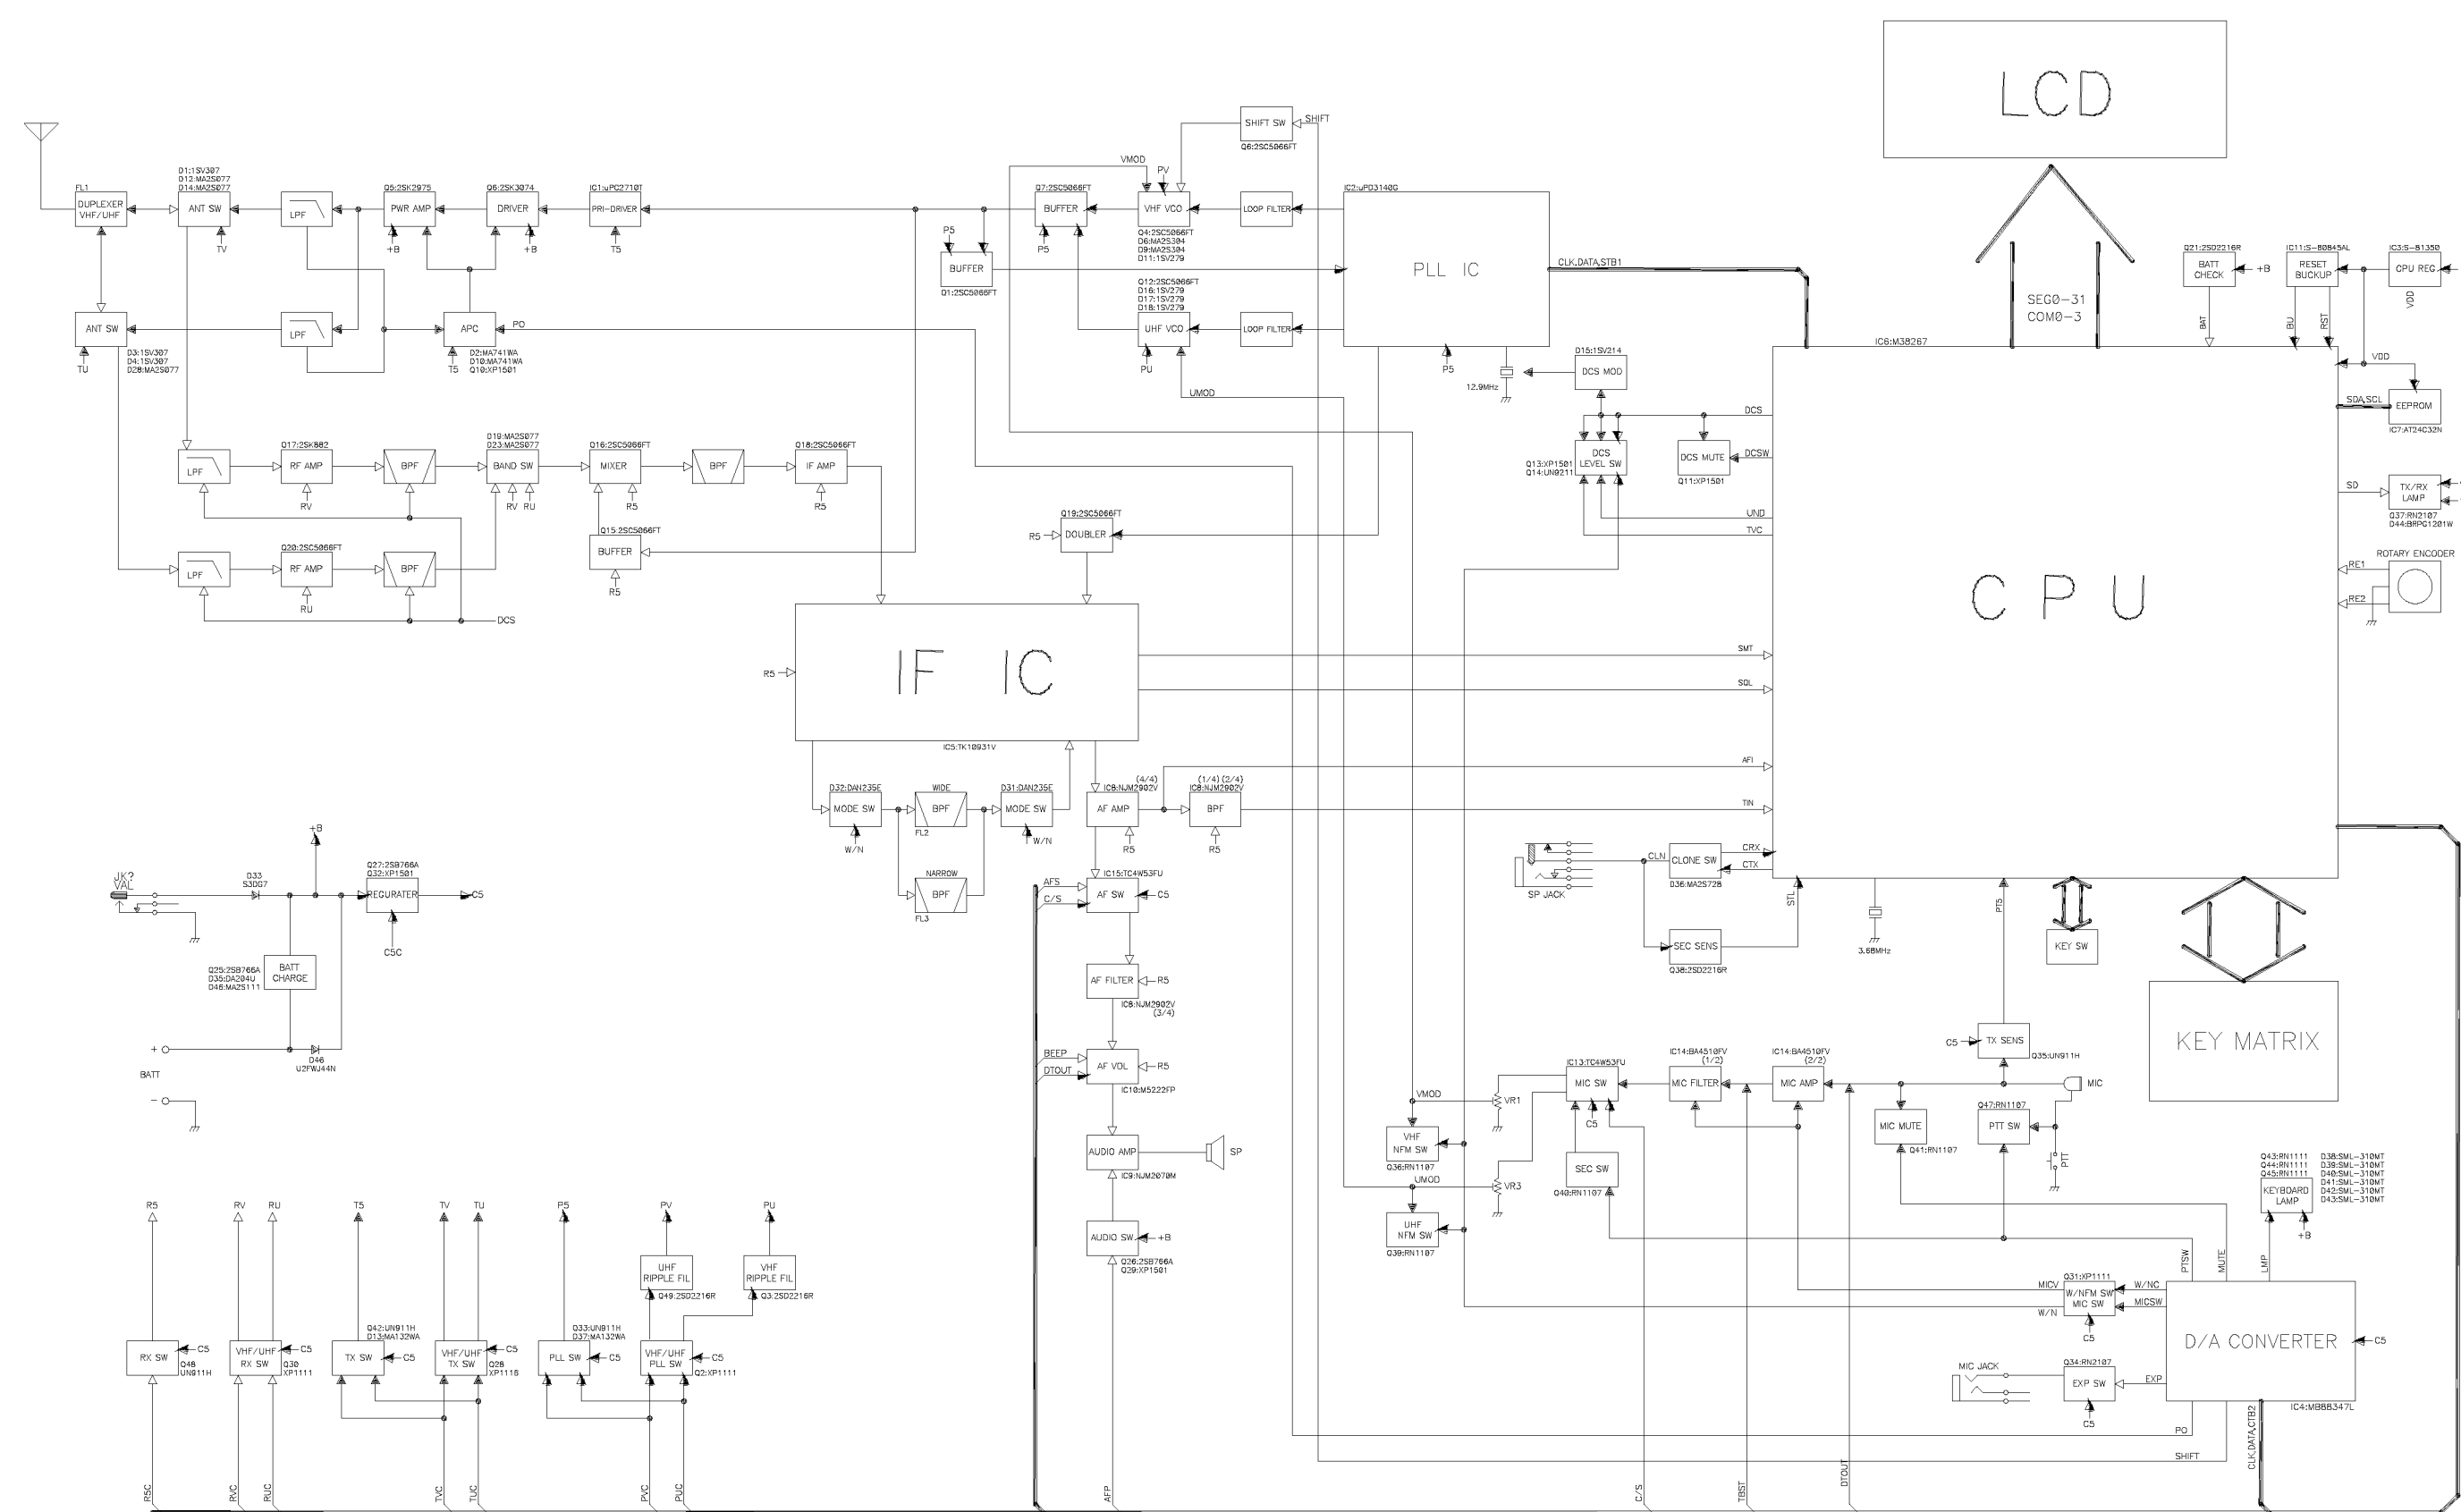 LCD
SHIFT SW
SHIFT
Q6:2SC5066FT
VMOD
PV
D1:1SV307
D12:MA2S077
D14:MA2S077
FL1
DUPLEXER
VHF/UHF
ANT SW
TV
LPF
Q5:2SK2975
PWR AMP
+B
Q6:2SK3074
DRIVER
+B
IC1:uPC2710T
PRI-DRIVER
T5
Q7:2SC5066FT
BUFFER
P5
VHF VCO
Q4:2SC5066FT
D6:MA2S304
D9:MA2S304
D11:1SV279
LOOP FILTER
IC2:uPD3140G
PLL IC
CLK,DATA,STB1
P5
BUFFER
Q1:2SC5066FT
Q12:2SC5066FT
D16:1SV279
D17:1SV279
D18:1SV279
UHF VCO
PU
LOOP FILTER
UMOD
P5
12.9MHz
D15:1SV214
DCS MOD
SEG0-31
COM0-3
Q21:2SD2216R
BATT
CHECK
+B
BAT
IC11:S-80845AL
RESET
BUCKUP
BU
RST
IC3:S-81350
CPU REG
VDD
ANT SW
TU
D3:1SV307
D4:1SV307
D28:MA2S077
LPF
APC
PO
T5
D2:MA741WA
D10:MA741WA
Q10:XP1501
IC6:M38267
CPU
VDD
SDA,SCL
EEPROM
IC7:AT24C32N
DCS
DCS
LEVEL SW
Q13:XP1501
Q14:UN9211
DCS MUTE
DCSW
Q11:XP1501
UND
TVC
SD
TX/RX
LAMP
Q37:RN2107
D44:BRPG1201W
ROTARY ENCODER
RE1
RE2
LPF
Q17:2SK882
RF AMP
RV
BPF
D19:MA2S077
D23:MA2S077
BAND SW
RV RU
Q16:2SC5066FT
MIXER
R5
BPF
Q18:2SC5066FT
IF AMP
R5
Q15:2SC5066FT
BUFFER
R5
Q19:2SC5066FT
R5
DOUBLER
LPF
Q20:2SC5066FT
RF AMP
RU
BPF
DCS
IF IC
R5
IC5:TK10931V
SMT
SQL
AFI
TIN
D32:DAN235E
MODE SW
W/N
WIDE
BPF
FL2
NARROW
BPF
FL3
D31:DAN235E
MODE SW
W/N
(4/4)
IC8:NJM2902V
AF AMP
R5
(1/4)(2/4)
IC8:NJM2902V
BPF
R5
SP JACK
CLN
CLONE SW
D36:MA2S728
CRX
CTX
STL
SEC SENS
Q38:2SD2216R
3.68MHz
PTS
KEY SW
KEY MATRIX
JK?
VAL
D33
S3DG7
+B
Q27:2SB766A
Q32:XP1501
REGURATER
C5
C5C
Q25:2SB766A
D35:DA204U
D46:MA2S111
BATT
CHARGE
+
D46
U2FWJ44N
BATT
-
AFS
C/S
IC15:TC4W53FU
AF SW
C5
AF FILTER
R5
IC8:NJM2902V
(3/4)
BEEP
DTOUT
AF VOL
R5
IC10:M5222FP
AUDIO AMP
SP
IC9:NJM2070M
AUDIO SW
+B
Q26:2SB766A
Q29:XP1501
AFP
VMOD
VR1
VHF
NFM SW
Q36:RN1107
UMOD
VR3
UHF
NFM SW
Q39:RN1107
IC13:TC4W53FU
MIC SW
C5
SEC SW
Q40:RN1107
IC14:BA4510FV
(1/2)
MIC FILTER
IC14:BA4510FV
(2/2)
MIC AMP
C5
TX SENS
Q35:UN911H
MIC
MIC MUTE
Q41:RN1107
Q47:RN1107
PTT SW
PTT
Q43:RN1111
Q44:RN1111
Q45:RN1111
D38:SML-310MT
D39:SML-310MT
D40:SML-310MT
D41:SML-310MT
D42:SML-310MT
D43:SML-310MT
KEYBOARD
LAMP
+B
PTSW
MUTE
LMP
MICV
W/N
Q31:XP1111
W/NFM SW
MIC SW
C5
W/NC
MICSW
D/A CONVERTER
C5
IC4:MB88347L
MIC JACK
Q34:RN2107
EXP SW
C5
EXP
PO
SHIFT
CLK,DATA,CTB2
C/S
TBST
DTOUT
R5
RX SW
C5
Q48
UN911H
R5C
RV
RU
VHF/UHF
RX SW
C5
Q30
XP1111
RVC
RUC
T5
Q42:UN911H
D13:MA132WA
TX SW
C5
TV
TU
VHF/UHF
TX SW
C5
Q28
XP1116
TVC
TUC
P5
Q33:UN911H
D37:MA132WA
PLL SW
C5
PV
UHF
RIPPLE FIL
Q49:2SD2216R
PU
VHF
RIPPLE FIL
Q3:2SD2216R
VHF/UHF
PLL SW
C5
Q2:XP1111
PVC
PUC